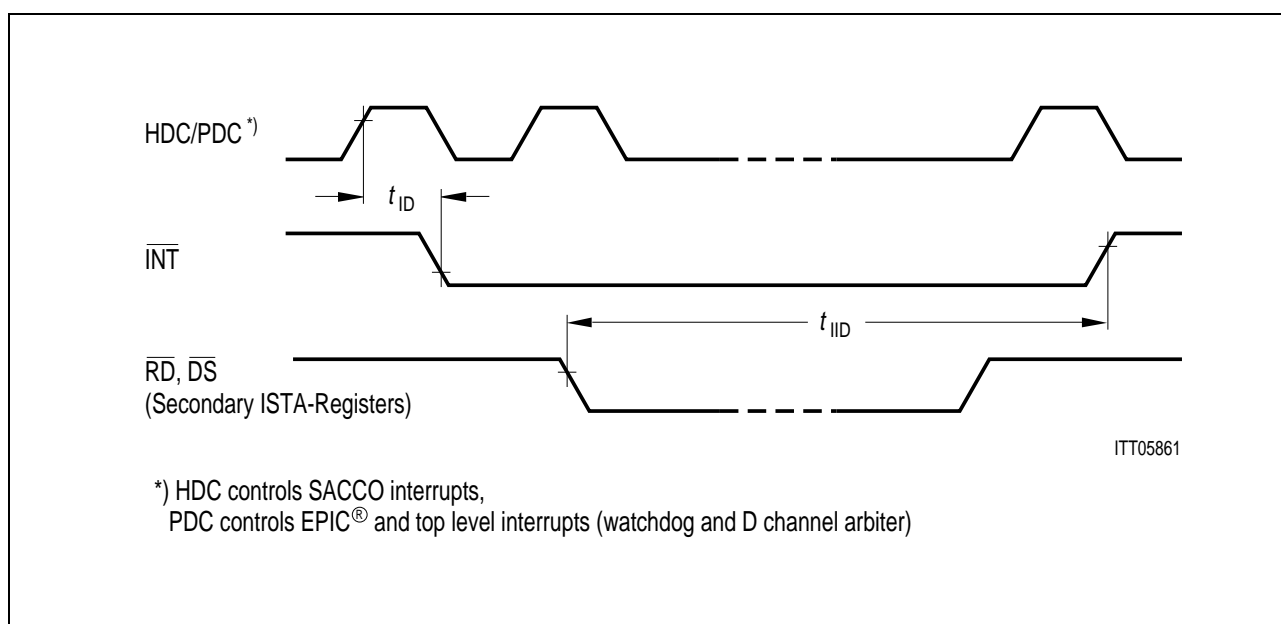 HDC/PDC *)
t ID
INT
t IID
RD, DS
(Secondary ISTA-Registers)
ITT05861
*) HDC controls SACCO interrupts,
PDC controls EPIC® and top level interrupts (watchdog and D channel arbiter)